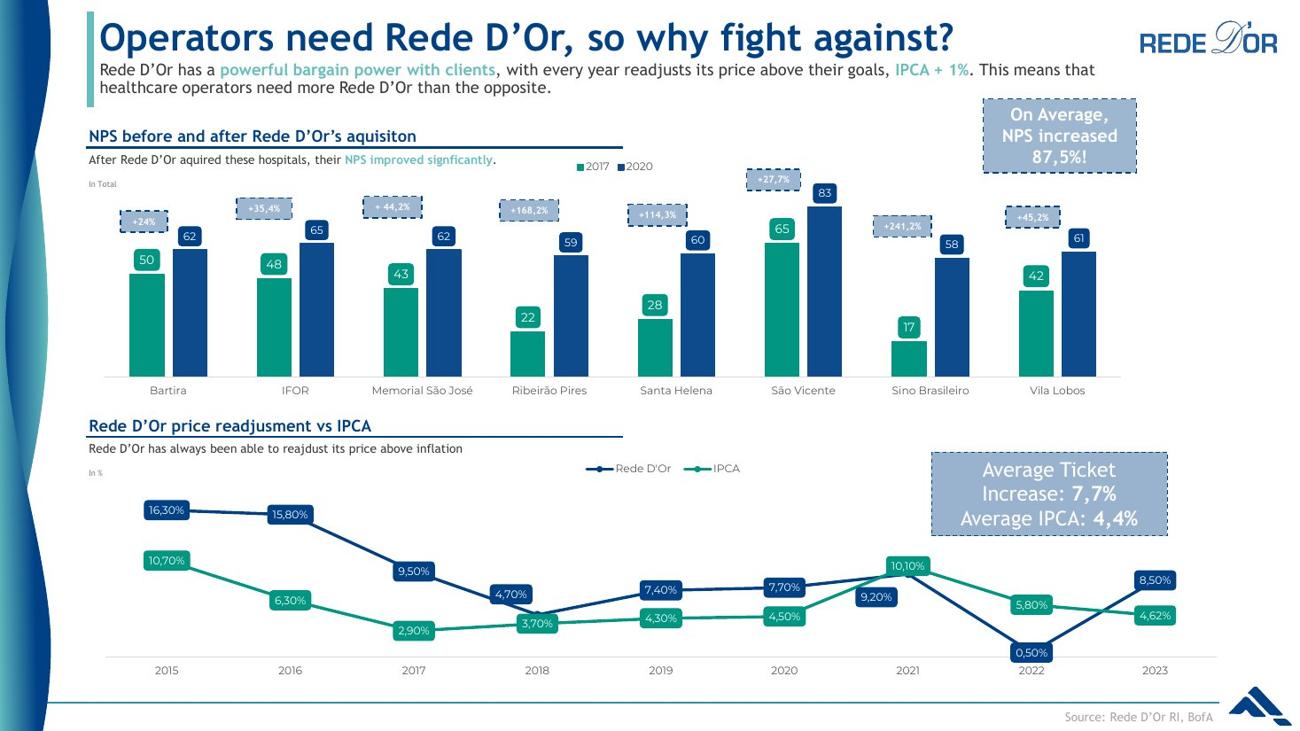 Operators need Rede D’Or, so why fight against?
REDE D’OR
Rede D’Or has a powerful bargain power with clients, with every year readjusts its price above their goals, IPCA + 1%. This means that
healthcare operators need more Rede D’Or than the opposite.
On Average,
NPS increased
87,5%!
NPS before and after Rede D’Or’s aquisiton
After Rede D’Or aquired these hospitals, their NPS improved signficantly.
2017 2020
In Total
+24% +35,4% + 44,2% +168,2% +114,3% +27,7% +241,2% +45,2%
50 62 48 65 43 62 22 59 28 60 65 83 17 58 42 61
Bartira IFOR Memorial São José Ribeirão Pires Santa Helena São Vicente Sino Brasileiro Vila Lobos
Rede D’Or price readjusment vs IPCA
Rede D’Or has always been able to reajdust its price above inflation
In %
Rede D'Or IPCA
Average Ticket
Increase: 7,7%
Average IPCA: 4,4%
16,30% 15,80% 9,50% 4,70% 7,40% 7,70% 9,20% 0,50% 8,50%
10,70% 6,30% 2,90% 3,70% 4,30% 4,50% 10,10% 5,80% 4,62%
2015 2016 2017 2018 2019 2020 2021 2022 2023
Source: Rede D’Or RI, BofA